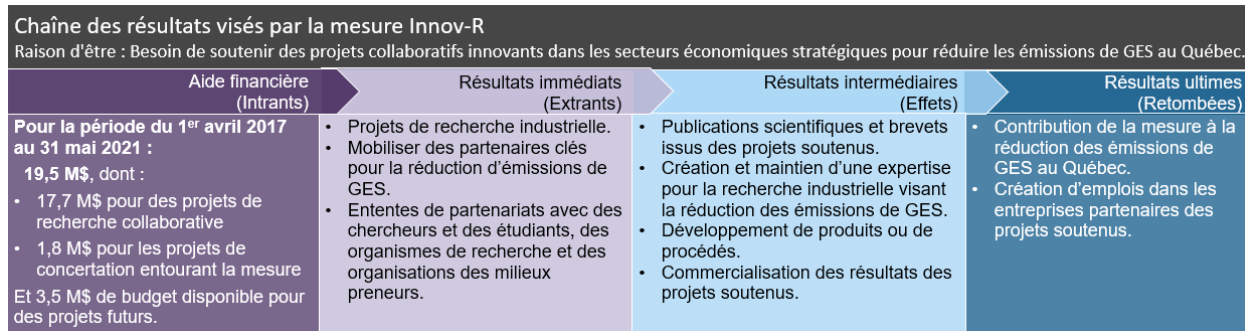 Chaîne des résultats visés par la mesure Innov-R
Raison d'être : Besoin de soutenir des projets collaboratifs innovants dans les secteurs économiques stratégiques pour réduire les émissions de GES au Québec.
Aide financière
(Intrants)
Pour la période du 1er avril 2017
au 31 mai 2021 :
19,5 M$, dont :
• 17,7 M$ pour des projets de
recherche collaborative
• 1,8 M$ pour les projets de
concertation entourant la mesure
Et 3,5 M$ de budget disponible pour
des projets futurs.
Résultats immédiats
(Extrants)
• Projets de recherche industrielle.
• Mobiliser des partenaires clés
pour la réduction d'émissions de
GES.
• Ententes de partenariats avec des
chercheurs et des étudiants, des
organismes de recherche et des
organisations des milieux
preneurs.
Résultats intermédiaires
(Effets)
• Publications scientifiques et brevets
issus des projets soutenus.
• Création et maintien d'une expertise
pour la recherche industrielle visant
la réduction des émissions de GES.
• Développement de produits ou de
procédés.
• Commercialisation des résultats des
projets soutenus.
Résultats ultimes
(Retombées)
• Contribution de la mesure à la
réduction des émissions de
GES au Québec.
• Création d'emplois dans les
entreprises partenaires des
projets soutenus.